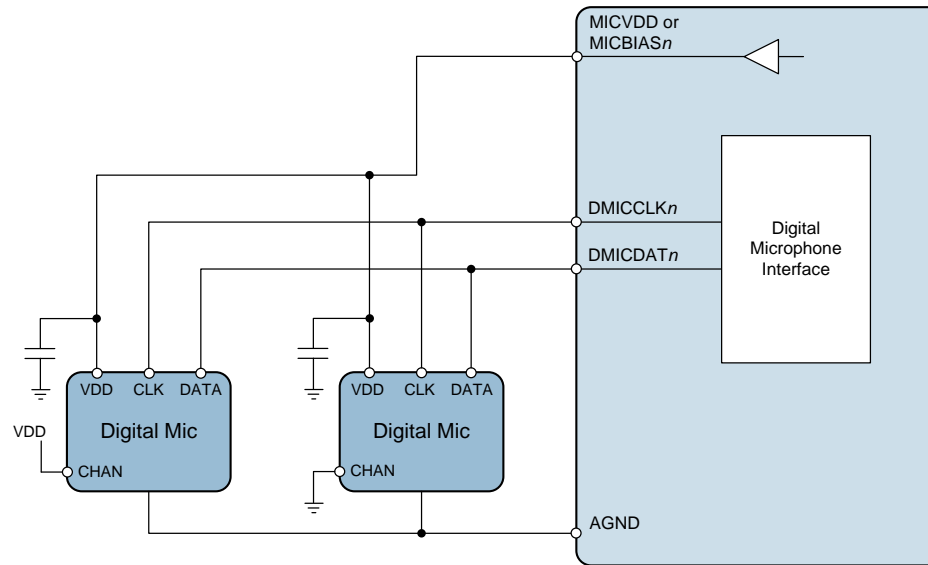 MICVDD or
MICBIASn
DMICCLKn
DMICDATn
Digital
Microphone
Interface
VDD CLK DATA
Digital Mic
VDD
CHAN
VDD CLK DATA
Digital Mic
CHAN
AGND